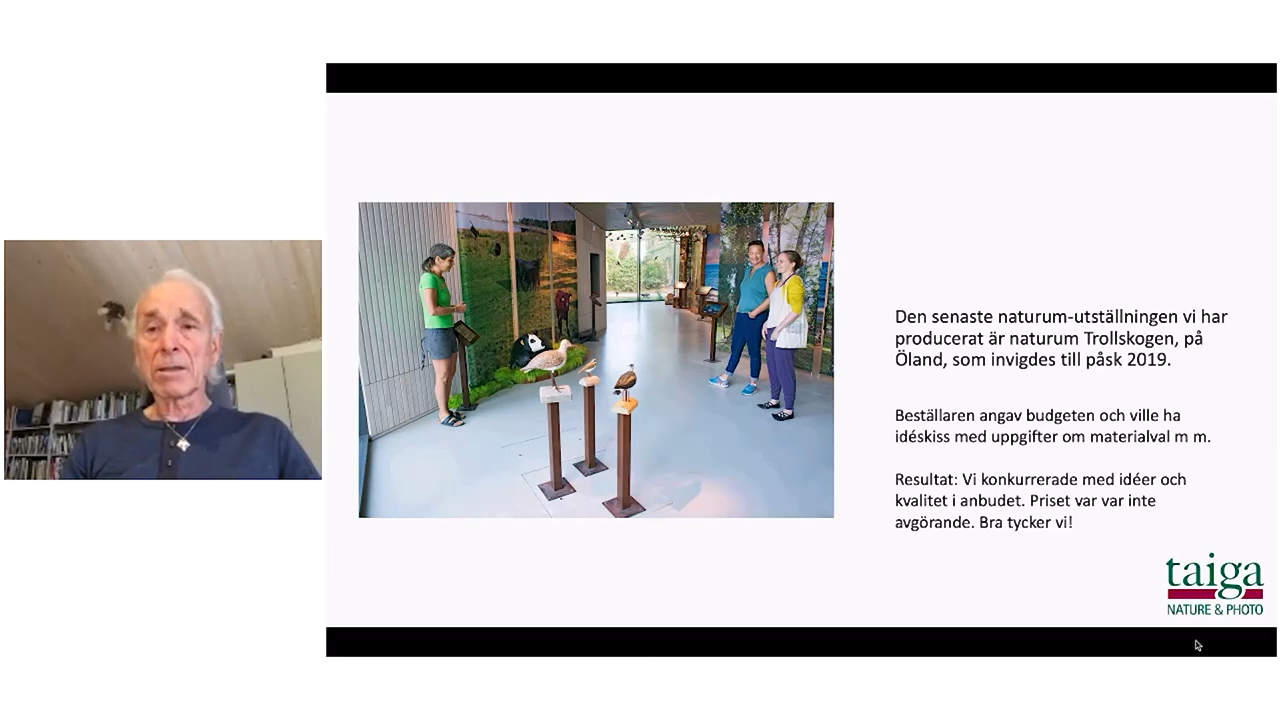 Den senaste naturum-utställningen vi har
producerat är naturum Trollskogen, på
Öland, som invigdes till påsk 2019.
Beställaren angav budgeten och ville ha
idéskiss med uppgifter om materialval m m.
Resultat: Vi konkurrerade med idéer och
kvalitet i anbudet. Priset var var inte
avgörande. Bra tycker vi!
taiga
NATURE & PHOTO